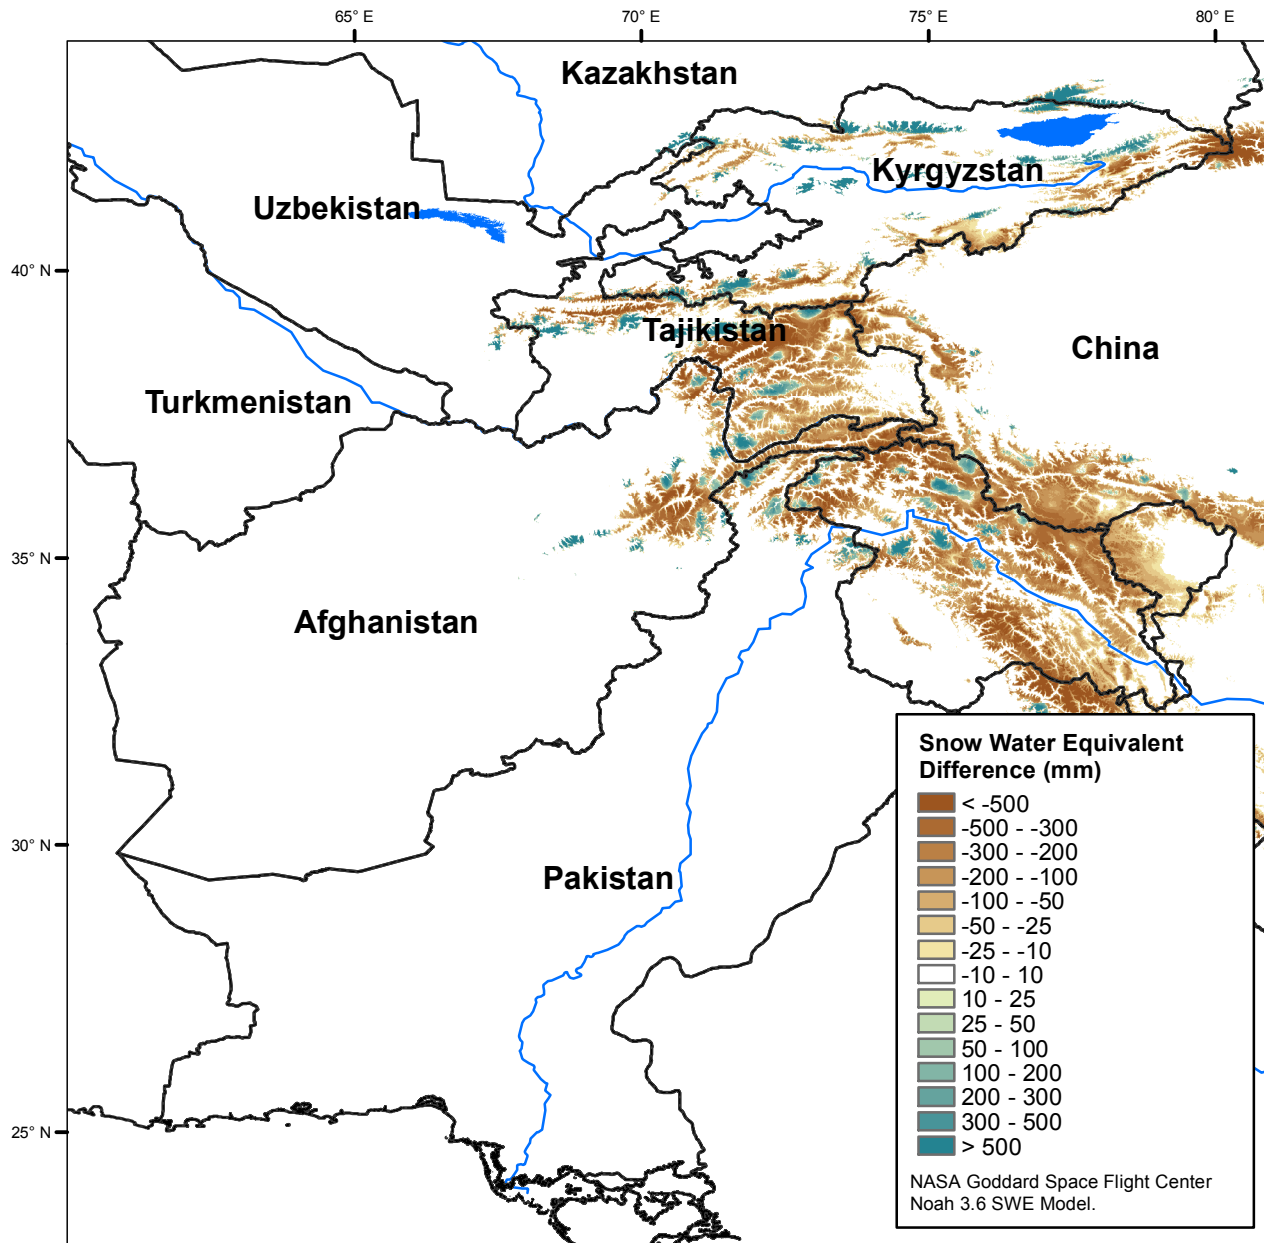 65° E
70° E
75° E
80° E
Kazakhstan
Kyrgyzstan
Uzbekistan
40° N
Tajikistan
China
Turkmenistan
35° N
Afghanistan
Snow Water Equivalent
Difference (mm)
< -500
-500 - -300
-300 - -200
-200 - -100
-100 - -50
-50 - -25
-25 - -10
-10 - 10
10 - 25
25 - 50
50 - 100
100 - 200
200 - 300
300 - 500
> 500
NASA Goddard Space Flight Center
Noah 3.6 SWE Model.
30° N
Pakistan
25° N